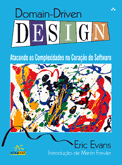 Domain-Driven
DESIGN
Atacando as Complexidades no Coração do Software
Eric Evans
Introdução de Martin Fowler